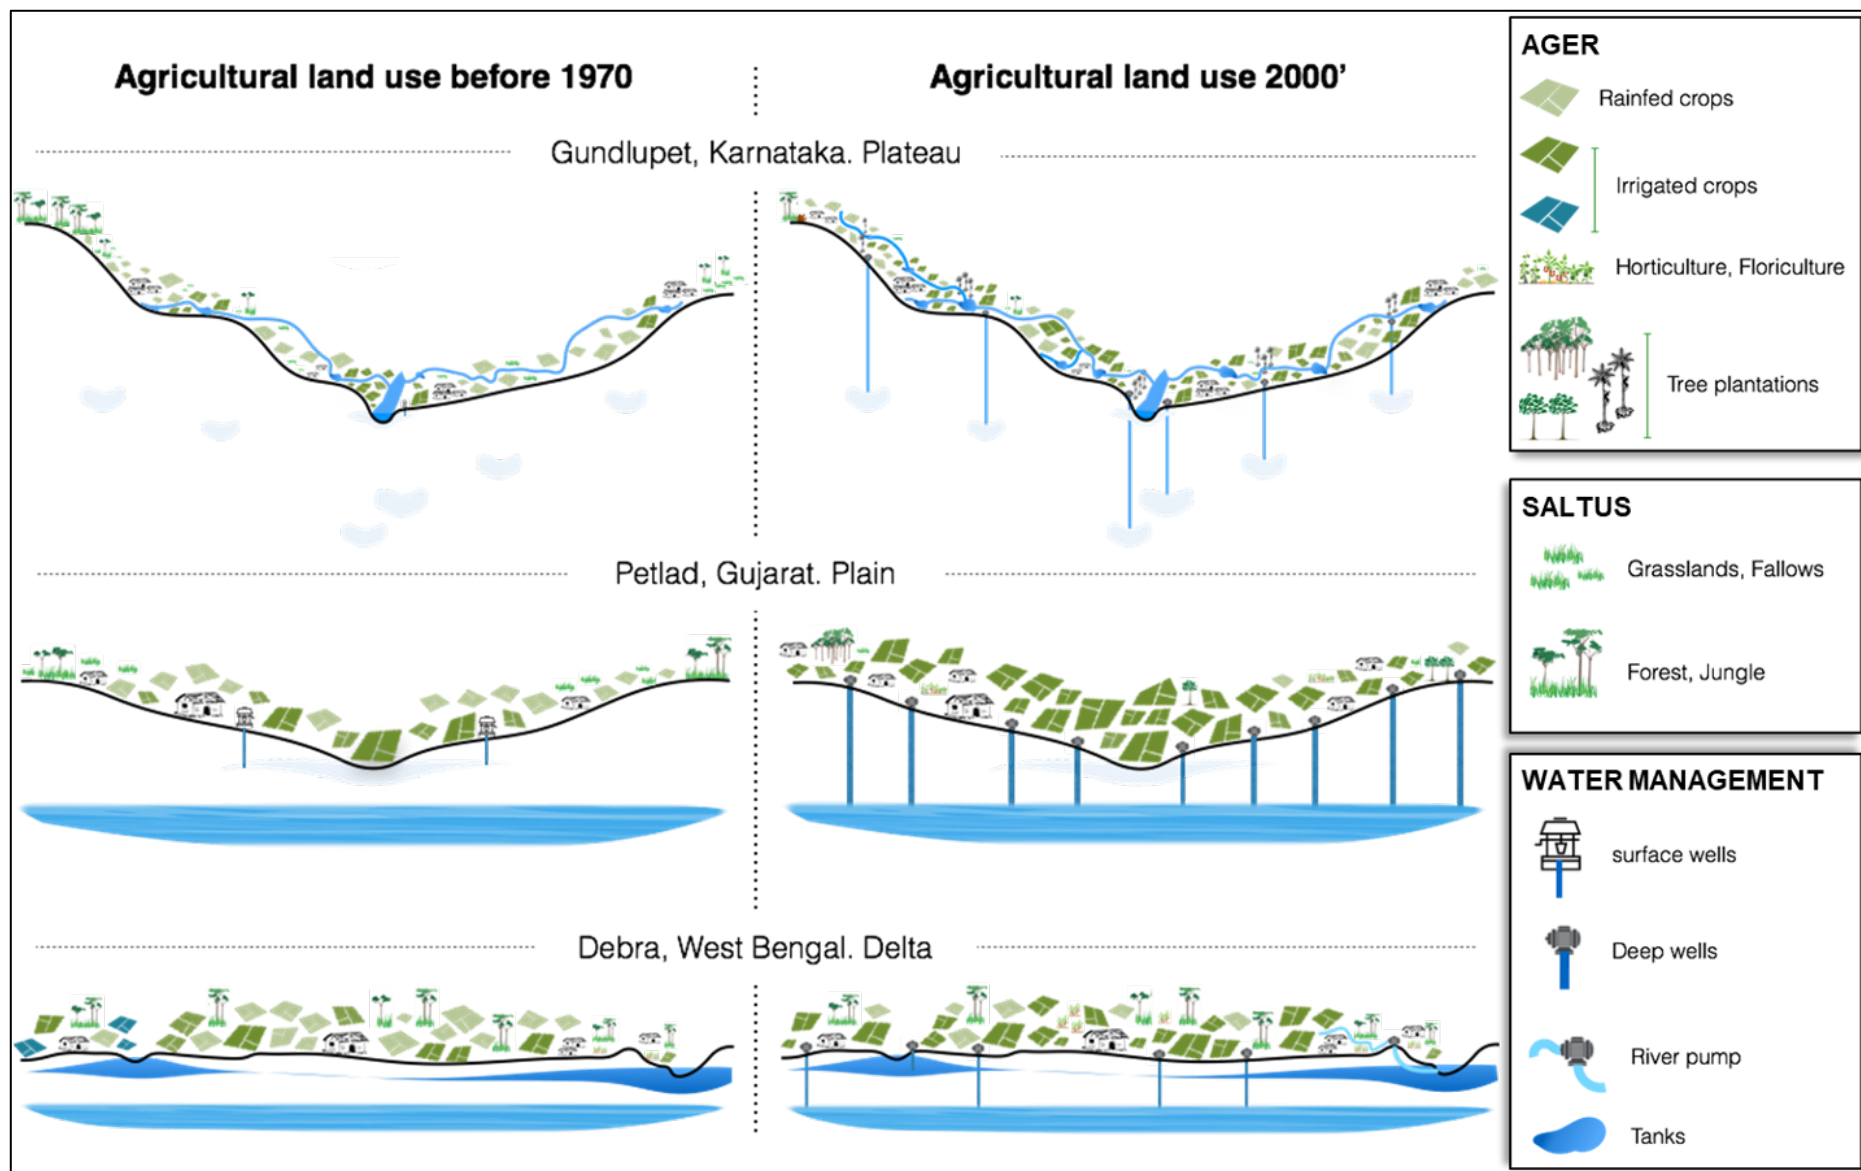 Agricultural land use before 1970
Agricultural land use 2000'
Gundlupet, Karnataka. Plateau
Petlad, Gujarat. Plain
Debra, West Bengal. Delta
AGER
Rainfed crops
Irrigated crops
Horticulture, Floriculture
Tree plantations
SALTUS
Grasslands, Fallows
Forest, Jungle
WATER MANAGEMENT
surface wells
Deep wells
River pump
Tanks